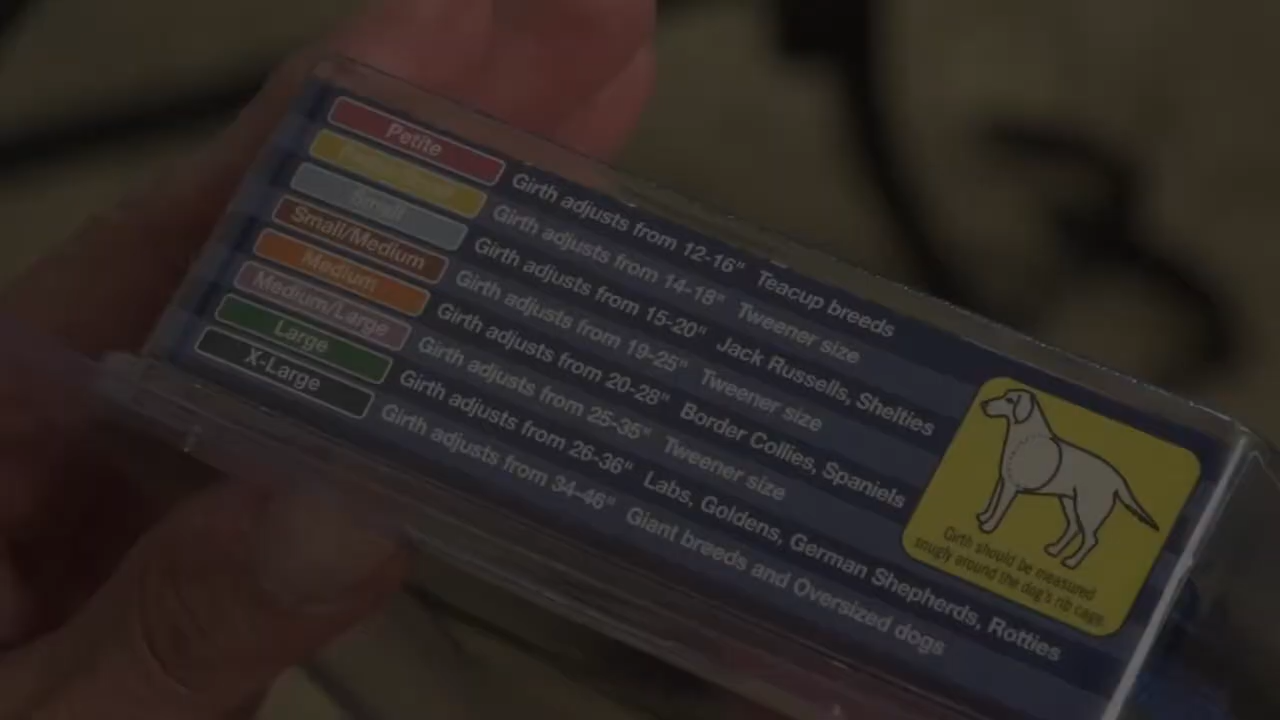 Petite Girth adjusts from 12-16" Teacup breeds
Girth adjusts from 14-18" Tweener size
Small Girth adjusts from 15-20" Jack Russells, Shelties
Small/Medium Girth adjusts from 19-25" Tweener size
Medium Girth adjusts from 20-28" Border Collies, Spaniels
Medium/Large Girth adjusts from 25-35" Tweener size
Large Girth adjusts from 26-36" Labs, Goldens, German Shepherds, Rotties
X-Large Girth adjusts from 34-46" Giant breeds and Oversized dogs
Girth should be measured
snugly around the dog's rib cage.